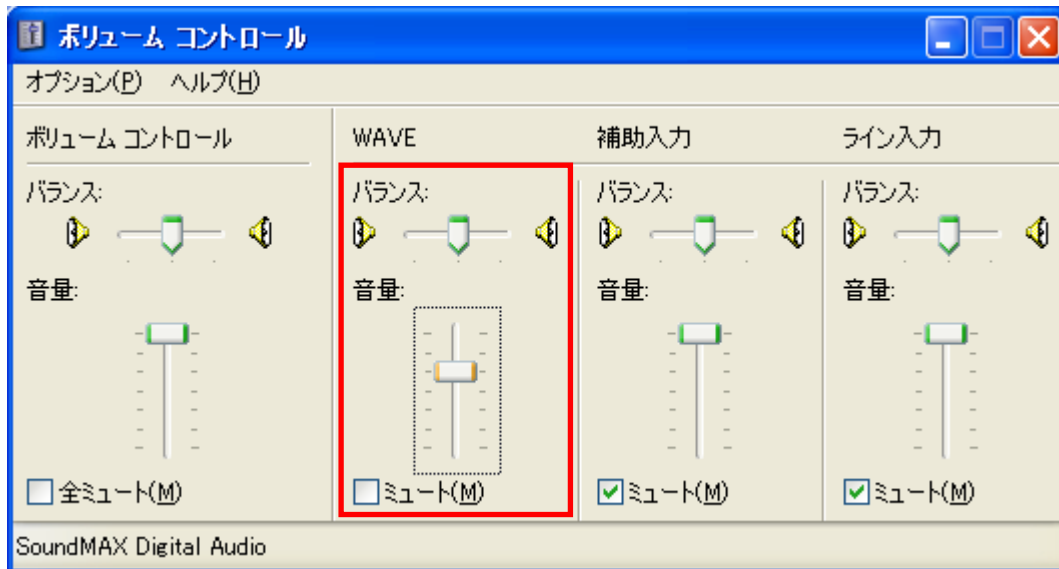 ボリューム コントロール
オプション(P) ヘルプ(H)
ボリューム コントロール
バランス:
音量:
全ミュート(M)
WAVE
バランス:
音量:
ミュート(M)
補助入力
バランス:
音量:
ミュート(M)
ライン入力
バランス:
音量:
ミュート(M)
SoundMAX Digital Audio